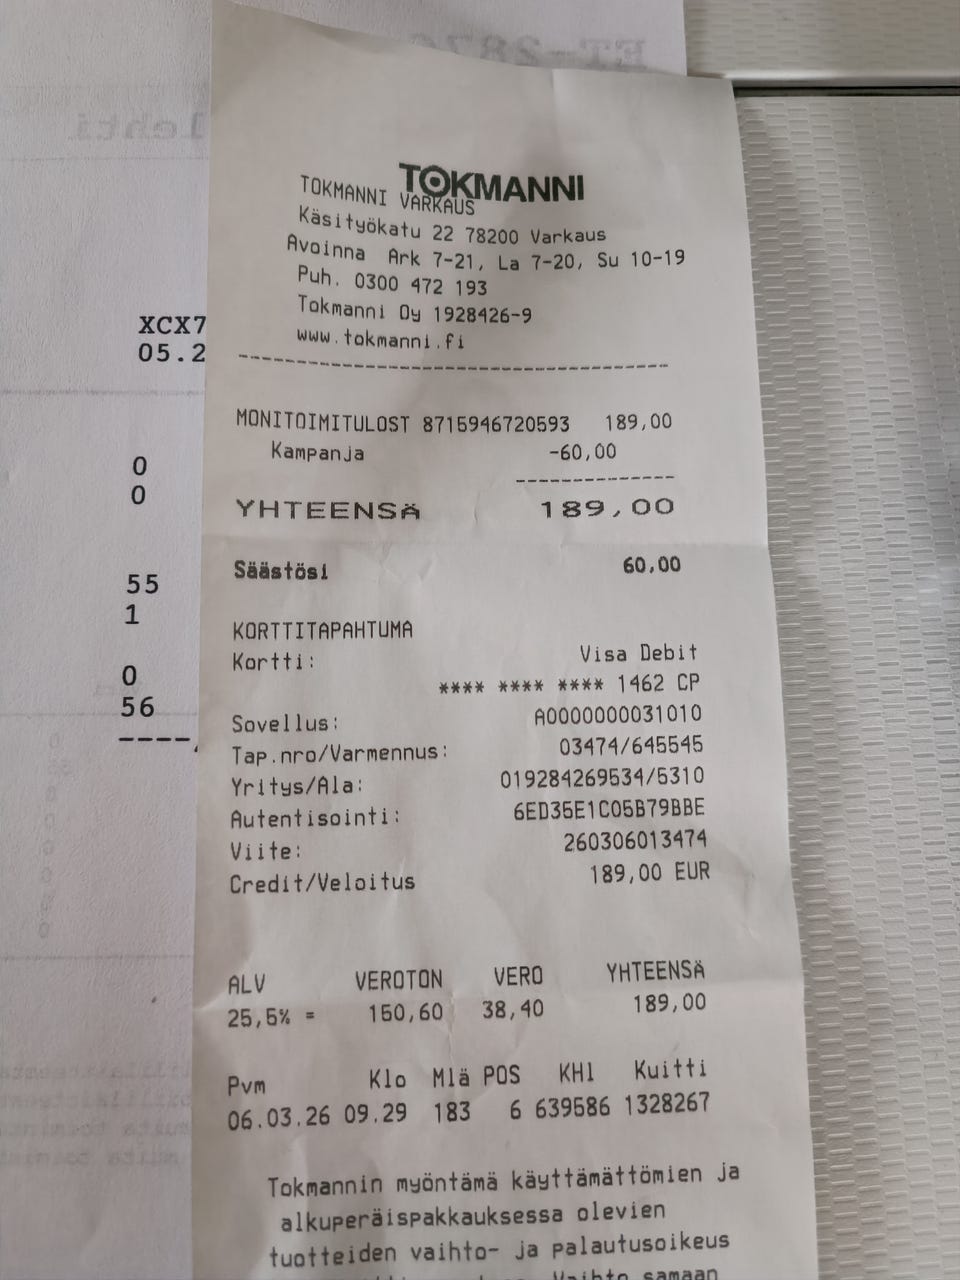 TOKMANNI
TOKMANNI VARKAUS
Käsityökatu 22 78200 Varkaus
Avoinna Ark 7-21, La 7-20, Su 10-19
Puh. 0300 472 193
Tokmanni Oy 1928426-9
www.tokmanni.fi
MONITOIMITULOST 8715946720593 189,00
Kampanja -60,00
YHTEENSÄ 189,00
Säästösi 60,00
KORTTITAPAHTUMA
Kortti: Visa Debit
**** **** **** 1462 CP
Sovellus: A0000000031010
Tap.nro/Varmennus: 03474/645545
Yritys/Ala: 019284269534/5310
Autentisointi: 6ED35E1C05B79BBE
Viite: 260306013474
Credit/Veloitus 189,00 EUR
ALV VEROTON VERO YHTEENSÄ
25,5% = 150,60 38,40 189,00
Pvm Klo Mlä POS KHl Kuitti
06.03.26 09.29 183 6 639586 1328267
Tokmannin myöntämä käyttämättömien ja
alkuperäispakkauksessa olevien
tuotteiden vaihto- ja palautusoikeus
Vaihto samaan
XCX7
05.2
0
0
55
1
0
56
----